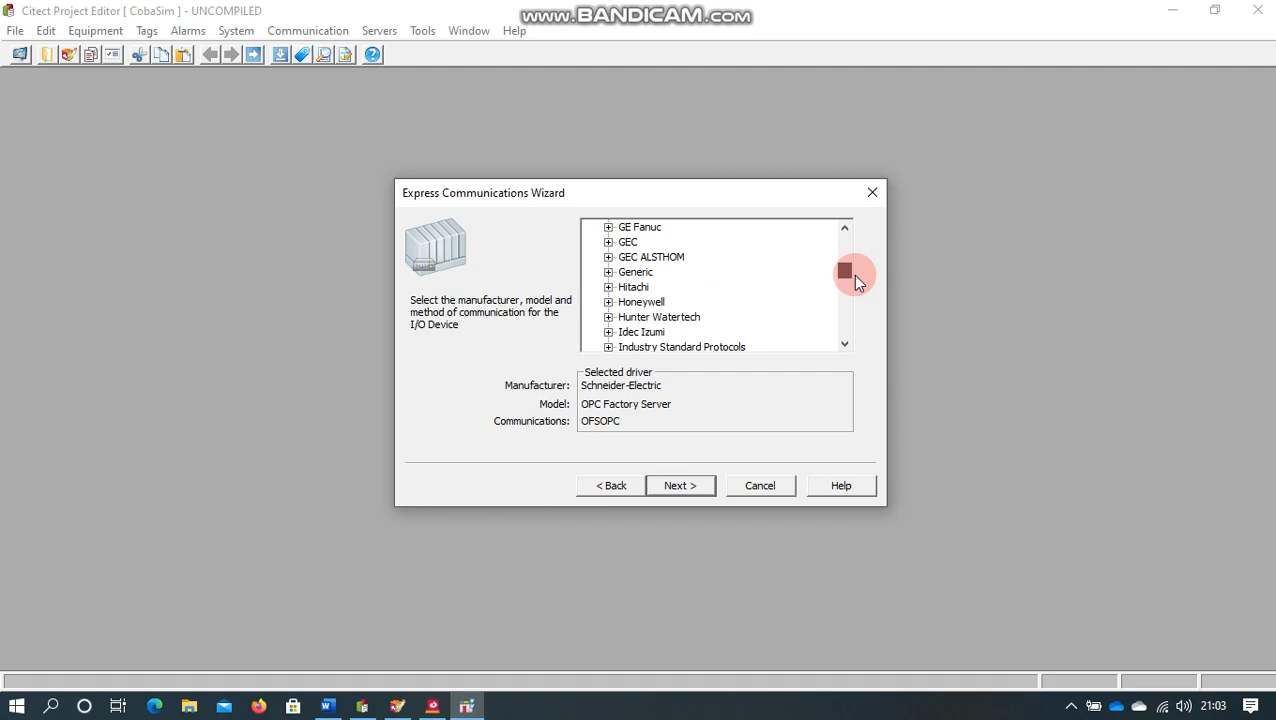 Citect Project Editor [ CobaSim ] - UNCOMPILED
www.BANDICAM.com
File Edit Equipment Tags Alarms System Communication Servers Tools Window Help
Express Communications Wizard
GE Fanuc
GEC
GEC ALSTHOM
Generic
Hitachi
Honeywell
Hunter Watertech
Idec Izumi
Industry Standard Protocols
Select the manufacturer, model and
method of communication for the
I/O Device
Selected driver
Manufacturer: Schneider-Electric
Model: OPC Factory Server
Communications: OFSOPC
< Back Next > Cancel Help
21:03